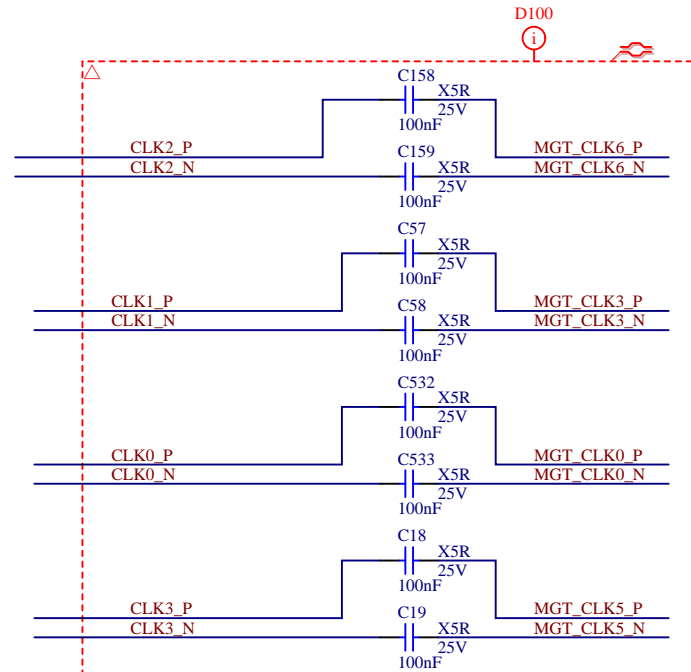 D100
i
C158
X5R
25V
100nF
CLK2_P
MGT_CLK6_P
C159
CLK2_N
X5R
MGT_CLK6_N
25V
100nF
C57
X5R
25V
100nF
CLK1_P
MGT_CLK3_P
C58
CLK1_N
X5R
MGT_CLK3_N
25V
100nF
C532
X5R
25V
100nF
CLK0_P
MGT_CLK0_P
C533
CLK0_N
X5R
MGT_CLK0_N
25V
100nF
C18
X5R
25V
100nF
CLK3_P
MGT_CLK5_P
C19
CLK3_N
X5R
MGT_CLK5_N
25V
100nF